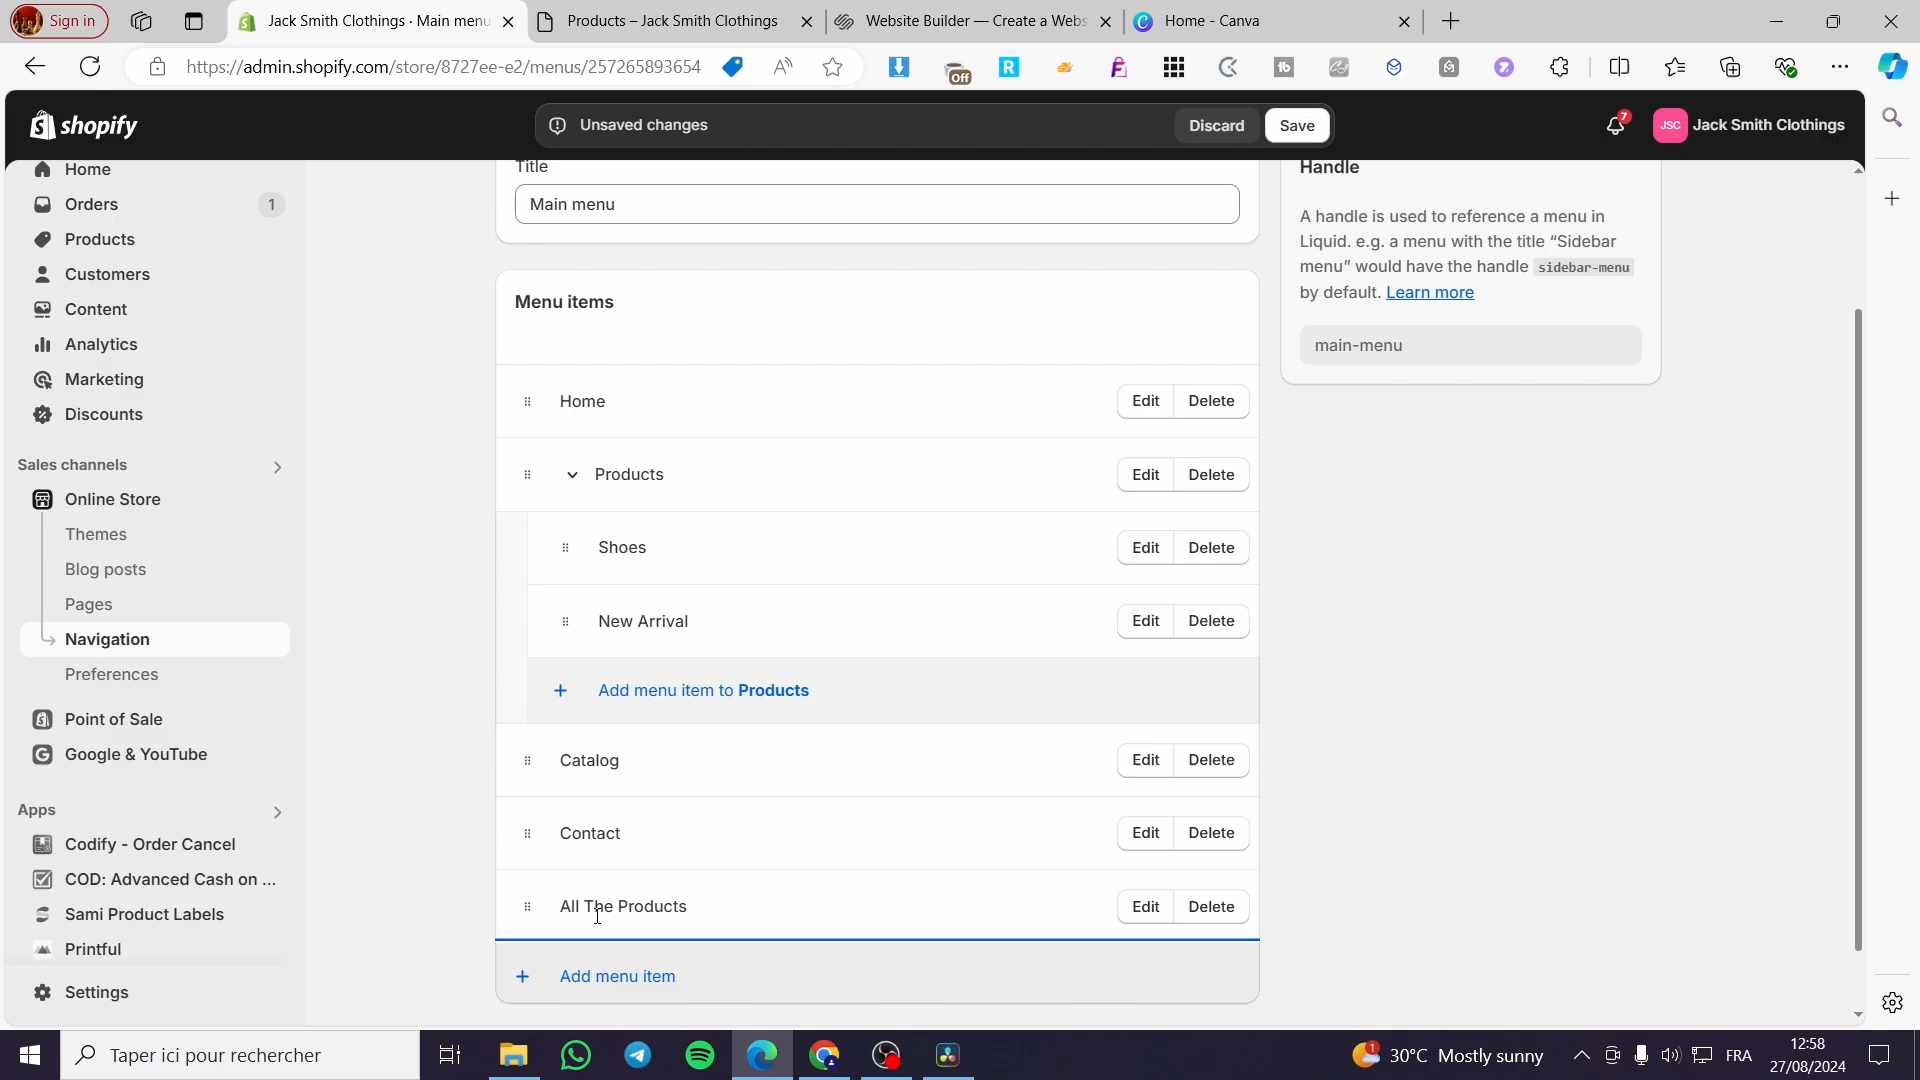 Sign in
Jack Smith Clothings · Main menu
Products – Jack Smith Clothings
Website Builder — Create a Webs
Home - Canva
https://admin.shopify.com/store/8727ee-e2/menus/257265893654
Off
shopify
Unsaved changes
Discard
Save
7
JSC
Jack Smith Clothings
Home
Orders
1
Products
Customers
Content
Analytics
Marketing
Discounts
Sales channels
Online Store
Themes
Blog posts
Pages
Navigation
Preferences
Point of Sale
Google & YouTube
Apps
Codify - Order Cancel
COD: Advanced Cash on ...
Sami Product Labels
Printful
Settings
Title
Main menu
Menu items
Home
Edit
Delete
Products
Edit
Delete
Shoes
Edit
Delete
New Arrival
Edit
Delete
Add menu item to Products
Catalog
Edit
Delete
Contact
Edit
Delete
All The Products
Edit
Delete
Add menu item
Handle
A handle is used to reference a menu in
Liquid. e.g. a menu with the title “Sidebar
menu” would have the handle sidebar-menu
by default. Learn more
main-menu
Taper ici pour rechercher
1
30°C Mostly sunny
FRA
12:58
27/08/2024